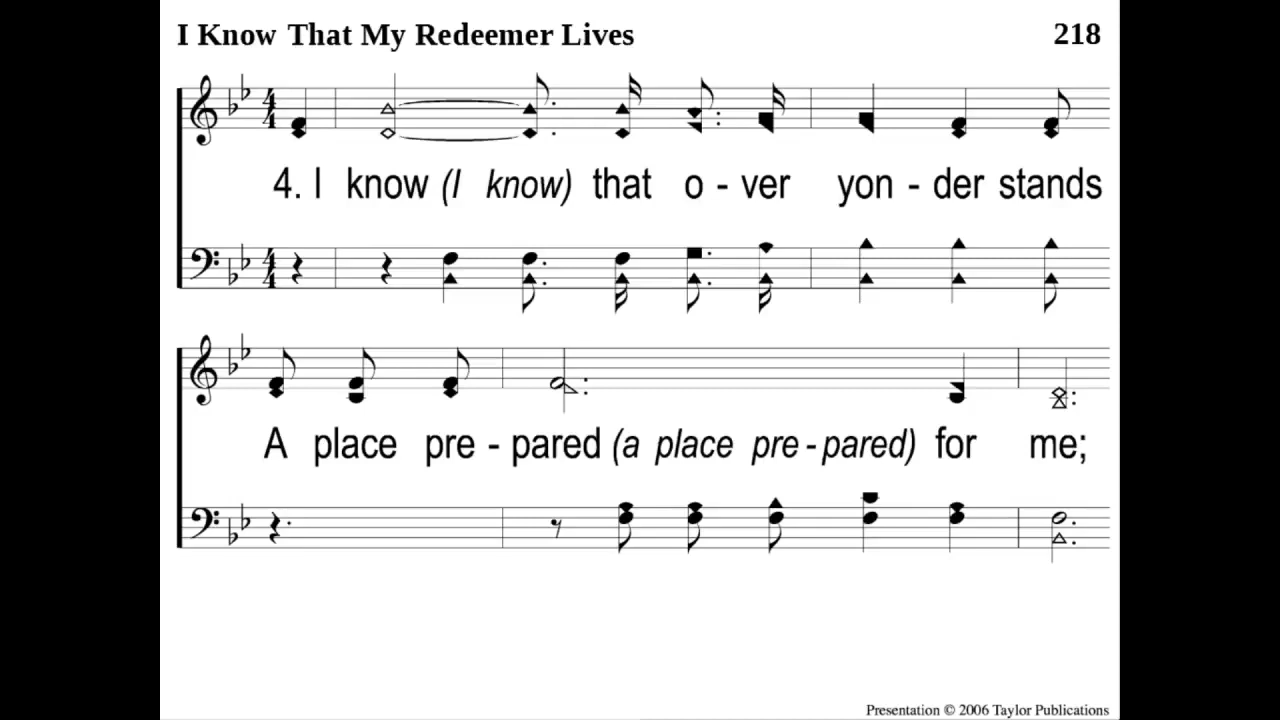 I Know That My Redeemer Lives 218
4. I know (I know) that o - ver yon - der stands
A place pre - pared (a place pre - pared) for me;
Presentation © 2006 Taylor Publications